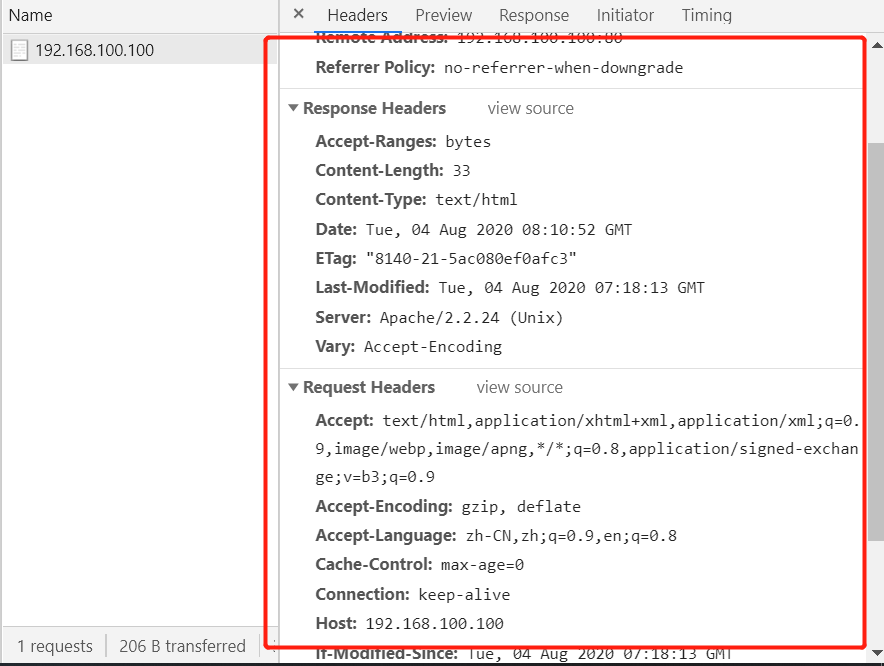 Name
× Headers Preview Response Initiator Timing
192.168.100.100
Remote Address: 192.168.100.100:80
Referrer Policy: no-referrer-when-downgrade
Response Headers view source
Accept-Ranges: bytes
Content-Length: 33
Content-Type: text/html
Date: Tue, 04 Aug 2020 08:10:52 GMT
ETag: "8140-21-5ac080ef0afc3"
Last-Modified: Tue, 04 Aug 2020 07:18:13 GMT
Server: Apache/2.2.24 (Unix)
Vary: Accept-Encoding
Request Headers view source
Accept: text/html,application/xhtml+xml,application/xml;q=0.
9,image/webp,image/apng,*/*;q=0.8,application/signed-exchan
ge;v=b3;q=0.9
Accept-Encoding: gzip, deflate
Accept-Language: zh-CN,zh;q=0.9,en;q=0.8
Cache-Control: max-age=0
Connection: keep-alive
Host: 192.168.100.100
If-Modified-Since: Tue, 04 Aug 2020 07:18:13 GMT
1 requests 206 B transferred